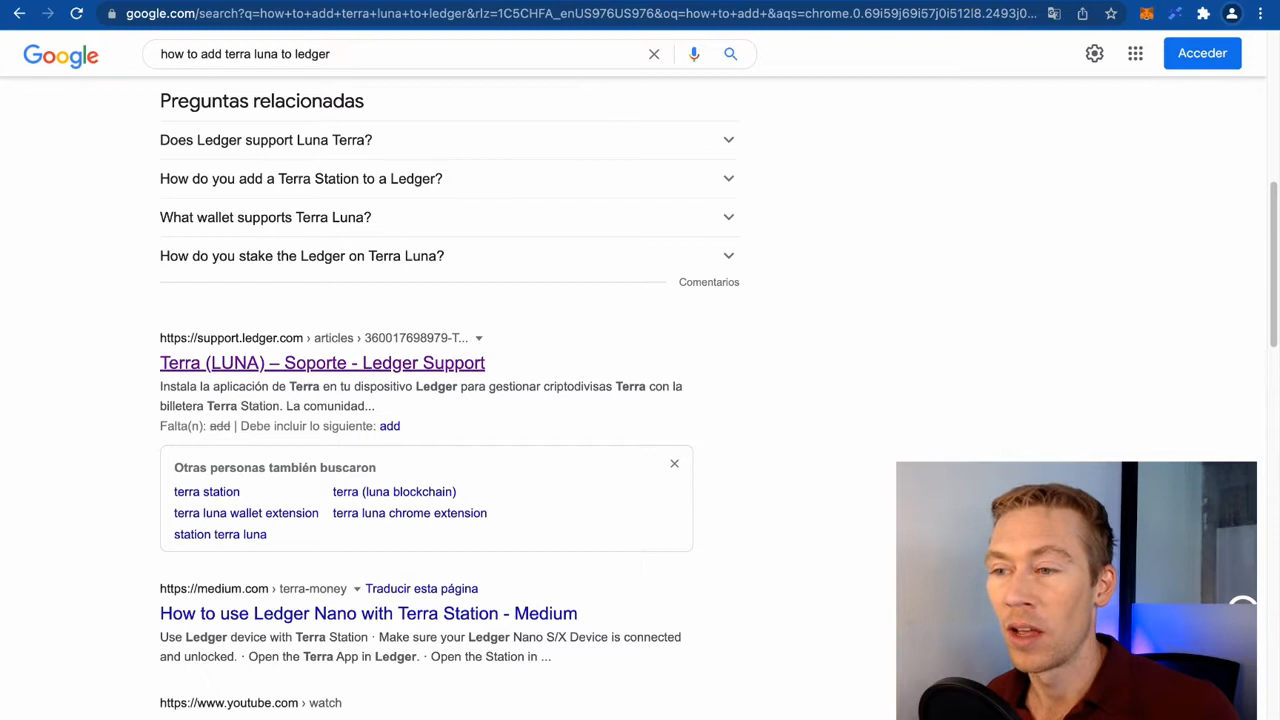 google.com/search?q=how+to+add+terra+luna+to+ledger&rlz=1C5CHFA_enUS976US976&oq=how+to+add+&aqs=chrome.0.69i59j69i57j0i512l8.2493j0...
Google
how to add terra luna to ledger
Acceder
Preguntas relacionadas
Does Ledger support Luna Terra?
How do you add a Terra Station to a Ledger?
What wallet supports Terra Luna?
How do you stake the Ledger on Terra Luna?
Comentarios
https://support.ledger.com › articles › 360017698979-T...
Terra (LUNA) – Soporte - Ledger Support
Instala la aplicación de Terra en tu dispositivo Ledger para gestionar criptodivisas Terra con la
billetera Terra Station. La comunidad...
Falta(n): add | Debe incluir lo siguiente: add
Otras personas también buscaron
terra station
terra (luna blockchain)
terra luna wallet extension
terra luna chrome extension
station terra luna
https://medium.com › terra-money Traducir esta página
How to use Ledger Nano with Terra Station - Medium
Use Ledger device with Terra Station · Make sure your Ledger Nano S/X Device is connected
and unlocked. · Open the Terra App in Ledger. · Open the Station in ...
https://www.youtube.com › watch